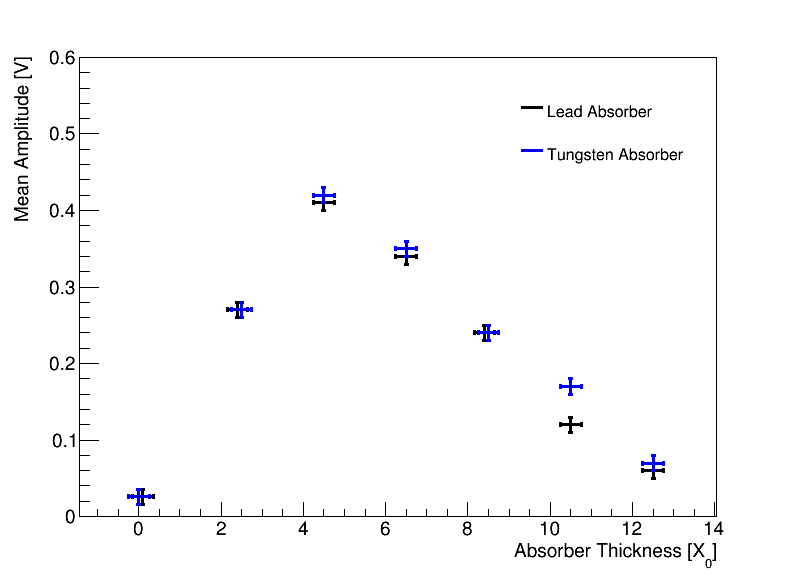 Mean Amplitude [V]
0.6
0.5
0.4
0.3
0.2
0.1
0
Lead Absorber
Tungsten Absorber
0 2 4 6 8 10 12 14
Absorber Thickness [X₀]